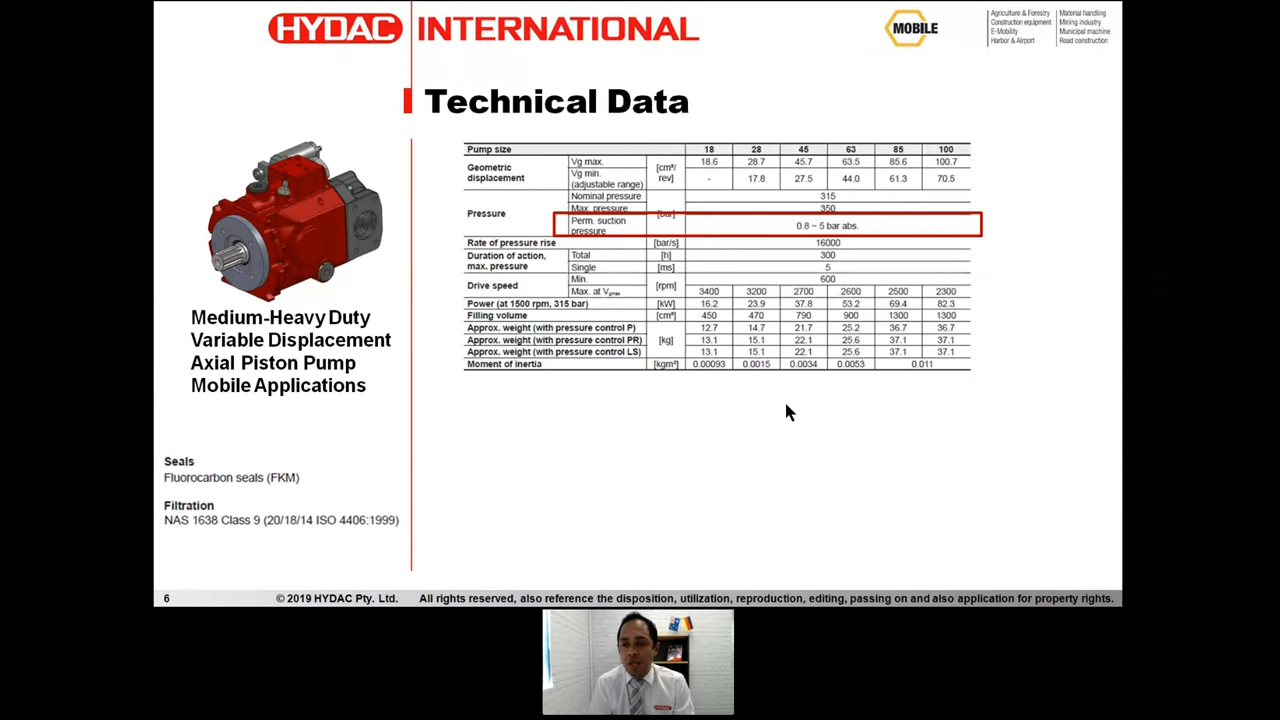 HYDAC INTERNATIONAL
MOBILE
Agriculture & Forestry
Construction equipment
E-Mobility
Harbor & Airport
Material handling
Mining industry
Municipal machine
Road construction
Technical Data
Pump size 18 28 45 63 85 100
Geometric displacement Vg max. [cm³/rev] 18.6 28.7 45.7 63.5 85.6 100.7
Vg min. (adjustable range) - 17.8 27.5 44.0 61.3 70.5
Pressure Nominal pressure [bar] 315
Max. pressure 350
Perm. suction pressure 0.8 ~ 5 bar abs.
Rate of pressure rise [bar/s] 16000
Duration of action, max. pressure Total [h] 300
Single [ms] 5
Drive speed Min. [rpm] 600
Max. at Vgmax 3400 3200 2700 2600 2500 2300
Power (at 1500 rpm, 315 bar) [kW] 16.2 23.9 37.8 53.2 69.4 82.3
Filling volume [cm³] 450 470 790 900 1300 1300
Approx. weight (with pressure control P) [kg] 12.7 14.7 21.7 25.2 36.7 36.7
Approx. weight (with pressure control PR) 13.1 15.1 22.1 25.6 37.1 37.1
Approx. weight (with pressure control LS) 13.1 15.1 22.1 25.6 37.1 37.1
Moment of inertia [kgm²] 0.00093 0.0015 0.0034 0.0053 0.011
Medium-Heavy Duty
Variable Displacement
Axial Piston Pump
Mobile Applications
Seals
Fluorocarbon seals (FKM)
Filtration
NAS 1638 Class 9 (20/18/14 ISO 4406:1999)
6 © 2019 HYDAC Pty. Ltd. All rights reserved, also reference the disposition, utilization, reproduction, editing, passing on and also application for property rights.
HYDAC